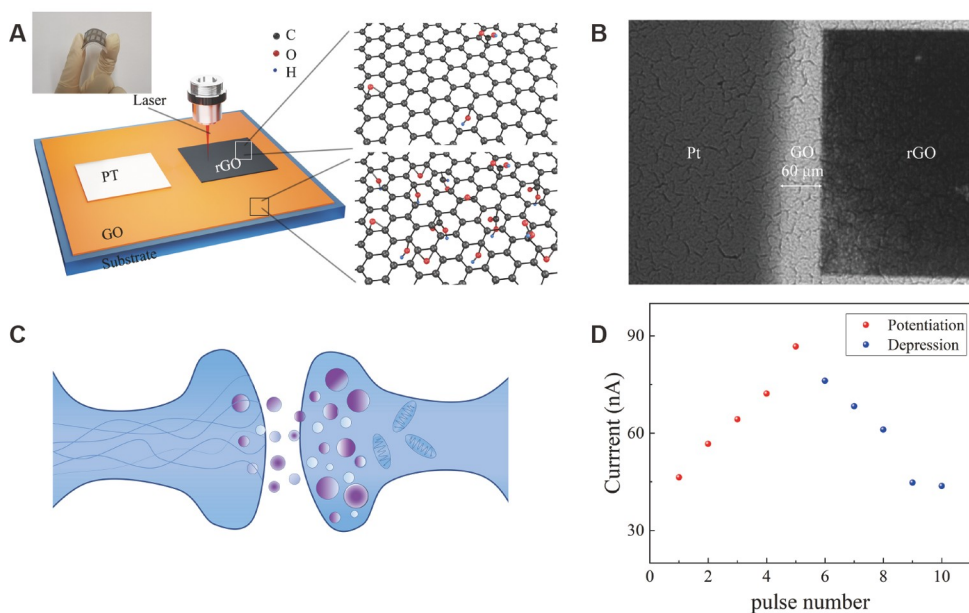 A
C
O
H
Laser
rGO
PT
GO
Substrate
B
Pt
GO
60 μm
rGO
C
D
Potentiation
Depression
Currrent (nA)
90
60
30
0
2
4
6
8
10
pulse number